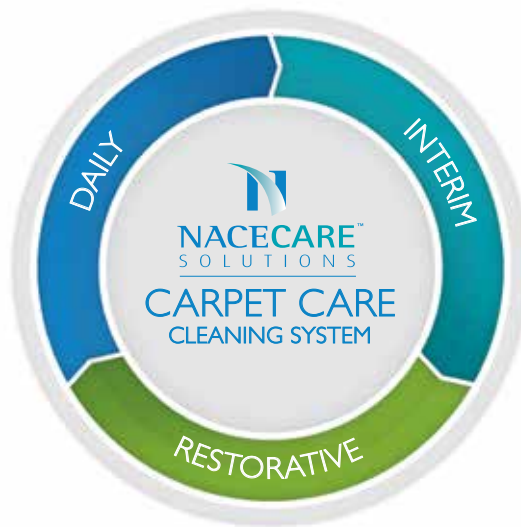 DAILY
INTERIM
NACECARE™
SOLUTIONS
CARPET CARE
CLEANING SYSTEM
RESTORATIVE